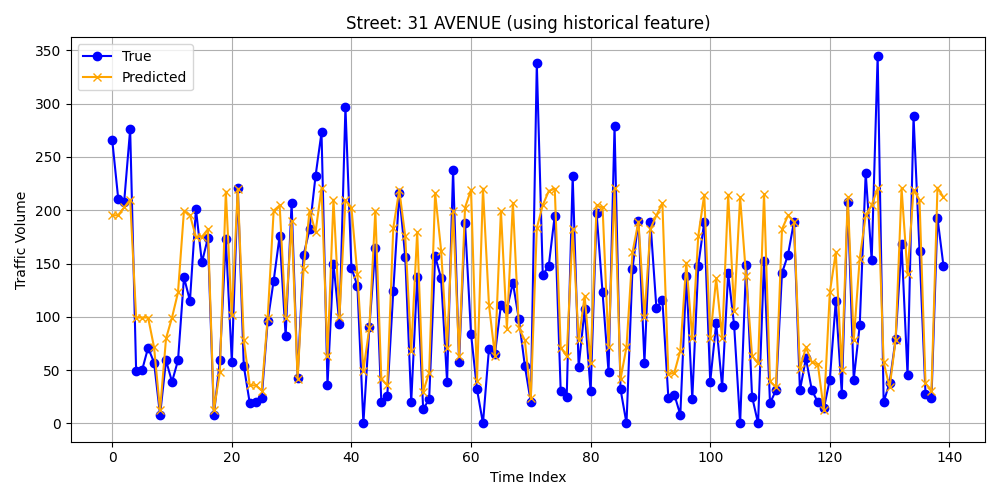 Street: 31 AVENUE (using historical feature)
True
Predicted
Traffic Volume
350
300
250
200
150
100
50
0
0 20 40 60 80 100 120 140
Time Index